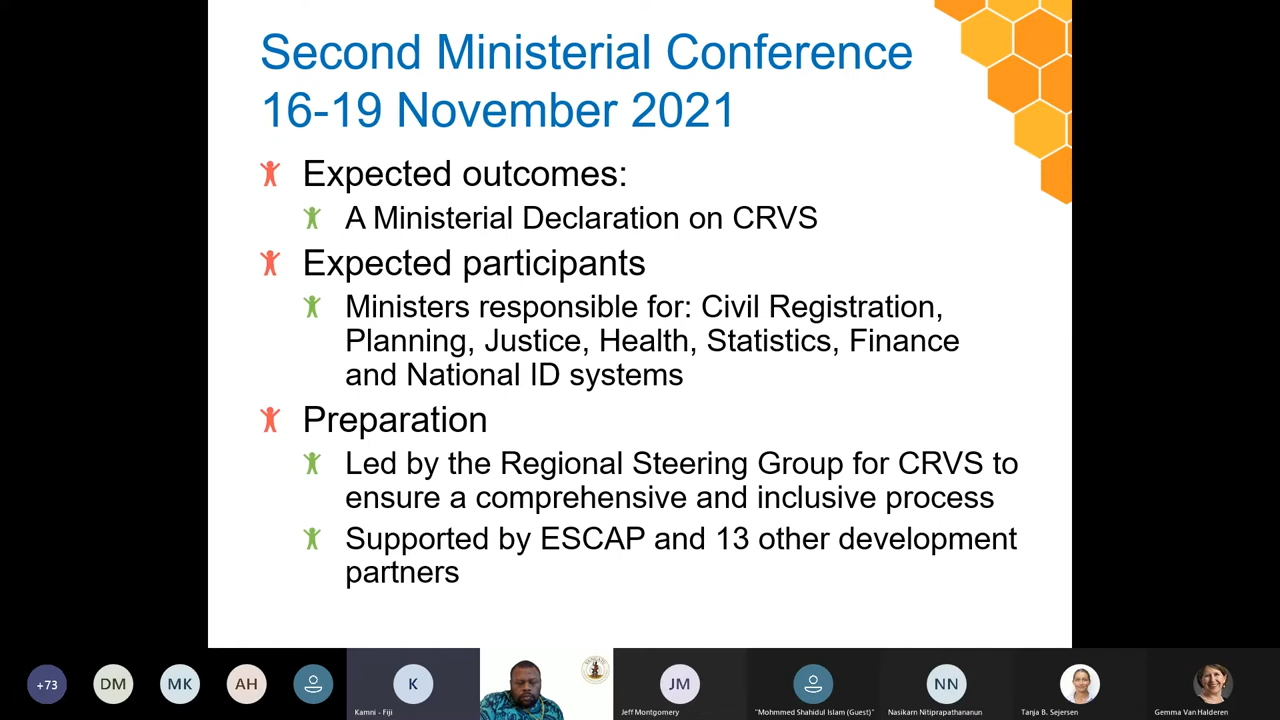 Second Ministerial Conference
16-19 November 2021
Expected outcomes:
A Ministerial Declaration on CRVS
Expected participants
Ministers responsible for: Civil Registration,
Planning, Justice, Health, Statistics, Finance
and National ID systems
Preparation
Led by the Regional Steering Group for CRVS to
ensure a comprehensive and inclusive process
Supported by ESCAP and 13 other development
partners
+73
DM
MK
AH
K
JM
NN
Kamni - Fiji
Jeff Montgomery
"Mohmmed Shahidul Islam (Guest)"
Nasikarn Nitiprapathananun
Tanja B. Sejersen
Gemma Van Halderen